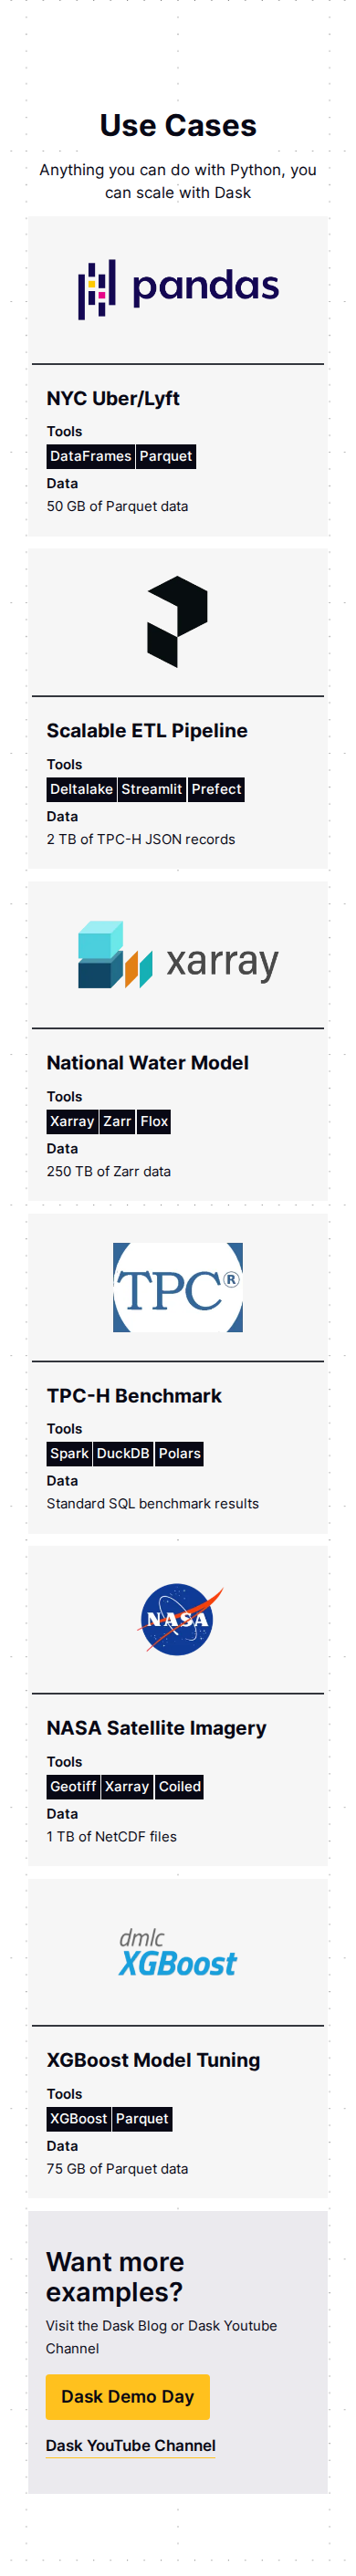 Use Cases
Anything you can do with Python, you
can scale with Dask
pandas
NYC Uber/Lyft
Tools
DataFrames Parquet
Data
50 GB of Parquet data
Scalable ETL Pipeline
Tools
Deltalake Streamlit Prefect
Data
2 TB of TPC-H JSON records
xarray
National Water Model
Tools
Xarray Zarr Flox
Data
250 TB of Zarr data
TPC®
TPC-H Benchmark
Tools
Spark DuckDB Polars
Data
Standard SQL benchmark results
NASA
NASA Satellite Imagery
Tools
Geotiff Xarray Coiled
Data
1 TB of NetCDF files
dmlc
XGBoost
XGBoost Model Tuning
Tools
XGBoost Parquet
Data
75 GB of Parquet data
Want more
examples?
Visit the Dask Blog or Dask Youtube
Channel
Dask Demo Day
Dask YouTube Channel